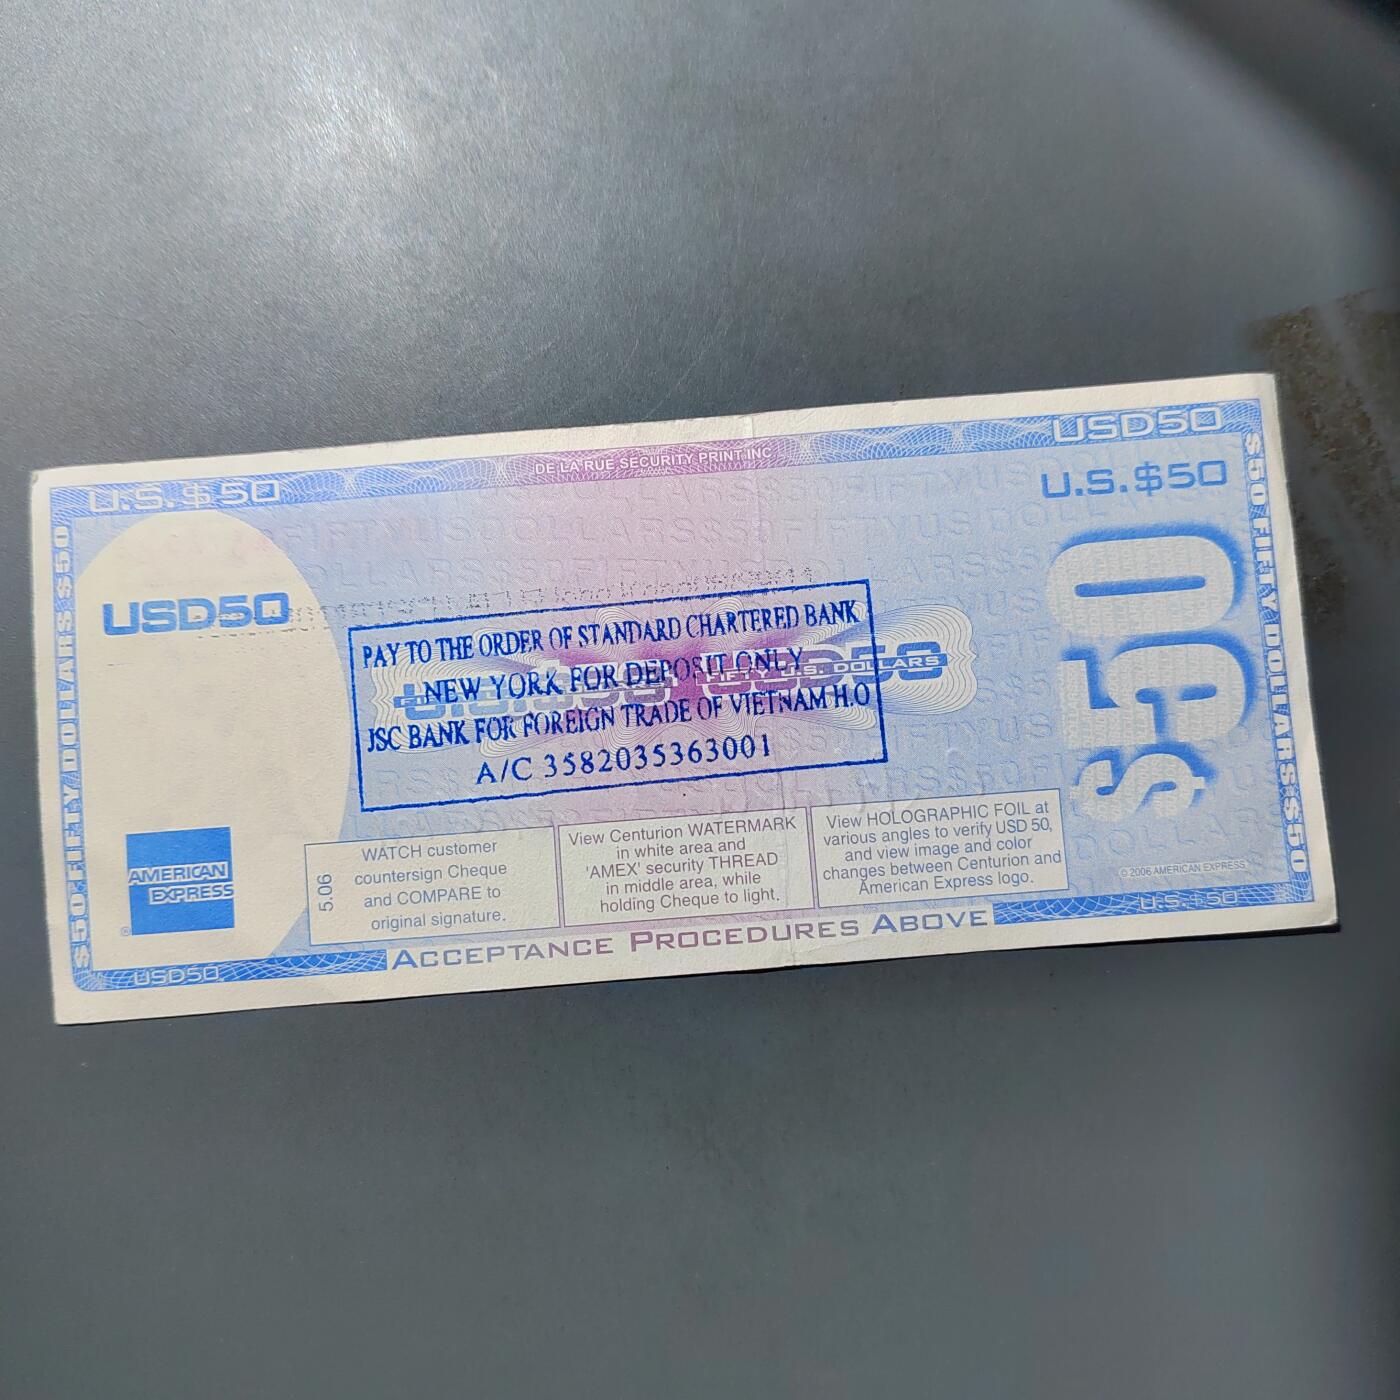 DE LA RUE SECURITY PRINT INC
USD50
U.S.$50
U.S.$50
USD50
$50 FIFTY DOLLARS $50
$50 FIFTY DOLLARS $50
$50
PAY TO THE ORDER OF STANDARD CHARTERED BANK
NEW YORK FOR DEPOSIT ONLY
JSC BANK FOR FOREIGN TRADE OF VIETNAM H.O
A/C 3582035363001
FIFTY U.S. DOLLARS
AMERICAN
EXPRESS
®
5.06
WATCH customer
countersign Cheque
and COMPARE to
original signature.
View Centurion WATERMARK
in white area and
'AMEX' security THREAD
in middle area, while
holding Cheque to light.
View HOLOGRAPHIC FOIL at
various angles to verify USD 50,
and view image and color
changes between Centurion and
American Express logo.
© 2006 AMERICAN EXPRESS
USD50
ACCEPTANCE PROCEDURES ABOVE
U.S.$50